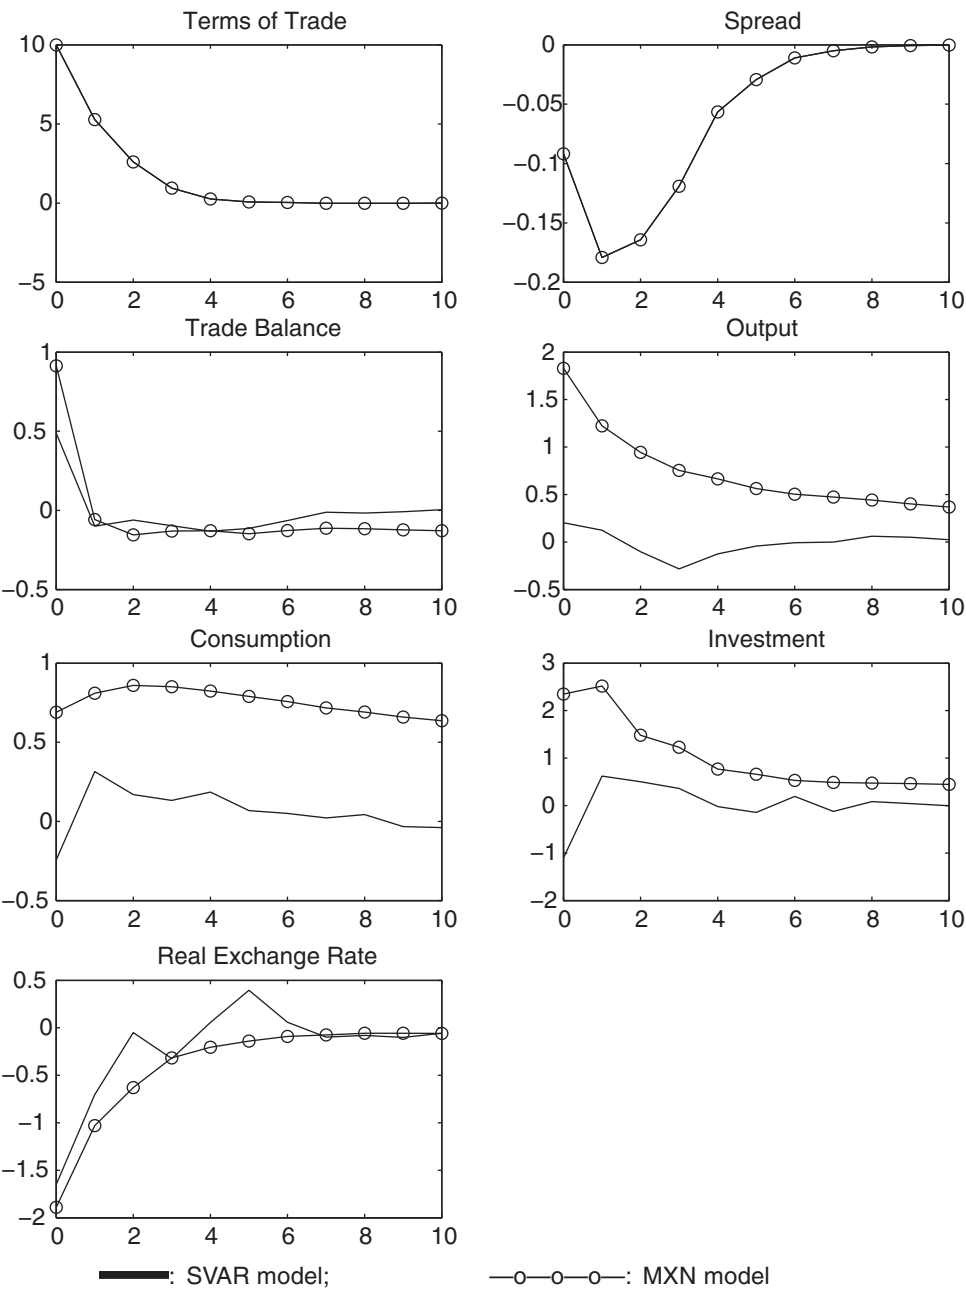 Terms of Trade
10
5
0
−5
0 2 4 6 8 10
Spread
0
−0.05
−0.1
−0.15
−0.2
0 2 4 6 8 10
Trade Balance
1
0.5
0
−0.5
0 2 4 6 8 10
Output
2
1.5
1
0.5
0
−0.5
0 2 4 6 8 10
Consumption
1
0.5
0
−0.5
0 2 4 6 8 10
Investment
3
2
1
0
−1
−2
0 2 4 6 8 10
Real Exchange Rate
0.5
0
−0.5
−1
−1.5
−2
0 2 4 6 8 10
: SVAR model;
—o—o—o—: MXN model